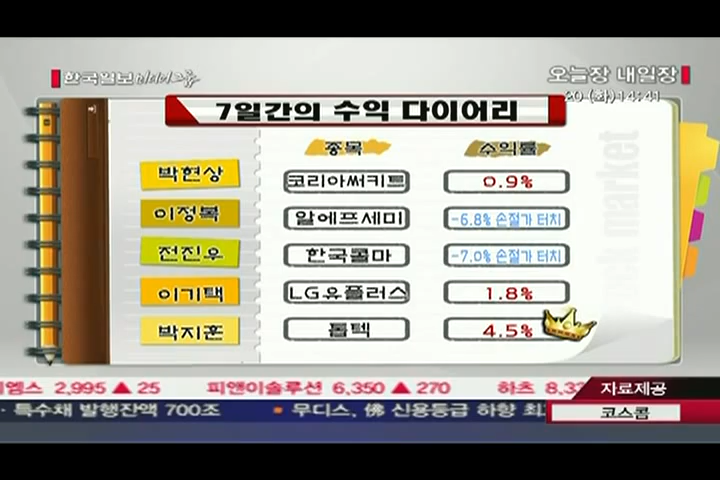 한국일보 미디어그룹
오늘장 내일장
20 (화) 14:41
7일간의 수익 다이어리
종목 수익률
박현상 코리아써키트 0.9%
이정복 알에프세미 -6.8% 손절가 터치
전진우 한국콜마 -7.0% 손절가 터치
이기택 LG유플러스 1.8%
박지훈 톱텍 4.5%
market
엠스 2,995 ▲ 25 피앤이솔루션 6,350 ▲ 270 하츠 8,33
자료제공
· 특수채 발행잔액 700조 ▪ 무디스, 佛 신용등급 하향 최
코스콤